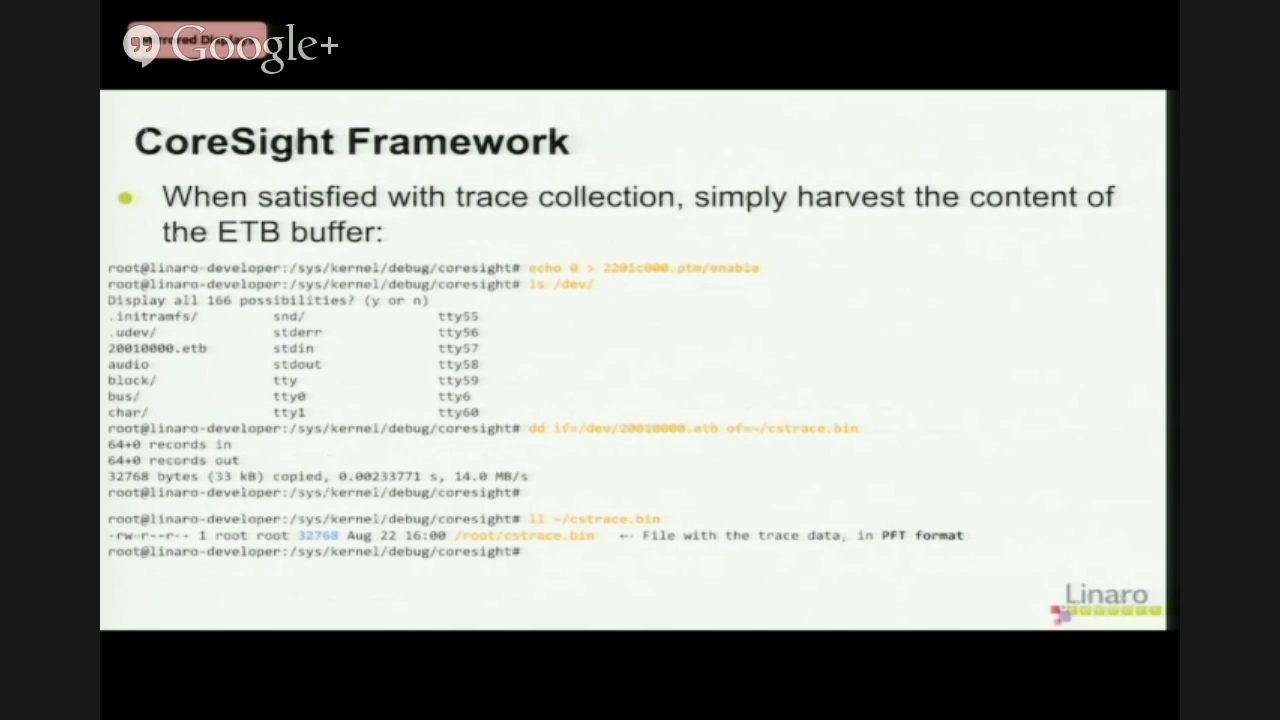 Mirrored Displays
Google+
CoreSight Framework
When satisfied with trace collection, simply harvest the content of
the ETB buffer:
root@linaro-developer:/sys/kernel/debug/coresight# echo 0 > 2201c000.ptm/enable
root@linaro-developer:/sys/kernel/debug/coresight# ls /dev/
Display all 166 possibilities? (y or n)
.initramfs/ snd/ tty55
.udev/ stderr tty56
20010000.etb stdin tty57
audio stdout tty58
block/ tty tty59
bus/ tty0 tty6
char/ tty1 tty60
root@linaro-developer:/sys/kernel/debug/coresight# dd if=/dev/20010000.etb of=~/cstrace.bin
64+0 records in
64+0 records out
32768 bytes (33 kB) copied, 0.00233771 s, 14.0 MB/s
root@linaro-developer:/sys/kernel/debug/coresight#
root@linaro-developer:/sys/kernel/debug/coresight# ll ~/cstrace.bin
-rw-r--r-- 1 root root 32768 Aug 22 16:00 /root/cstrace.bin ← File with the trace data, in PFT format
root@linaro-developer:/sys/kernel/debug/coresight#
Linaro